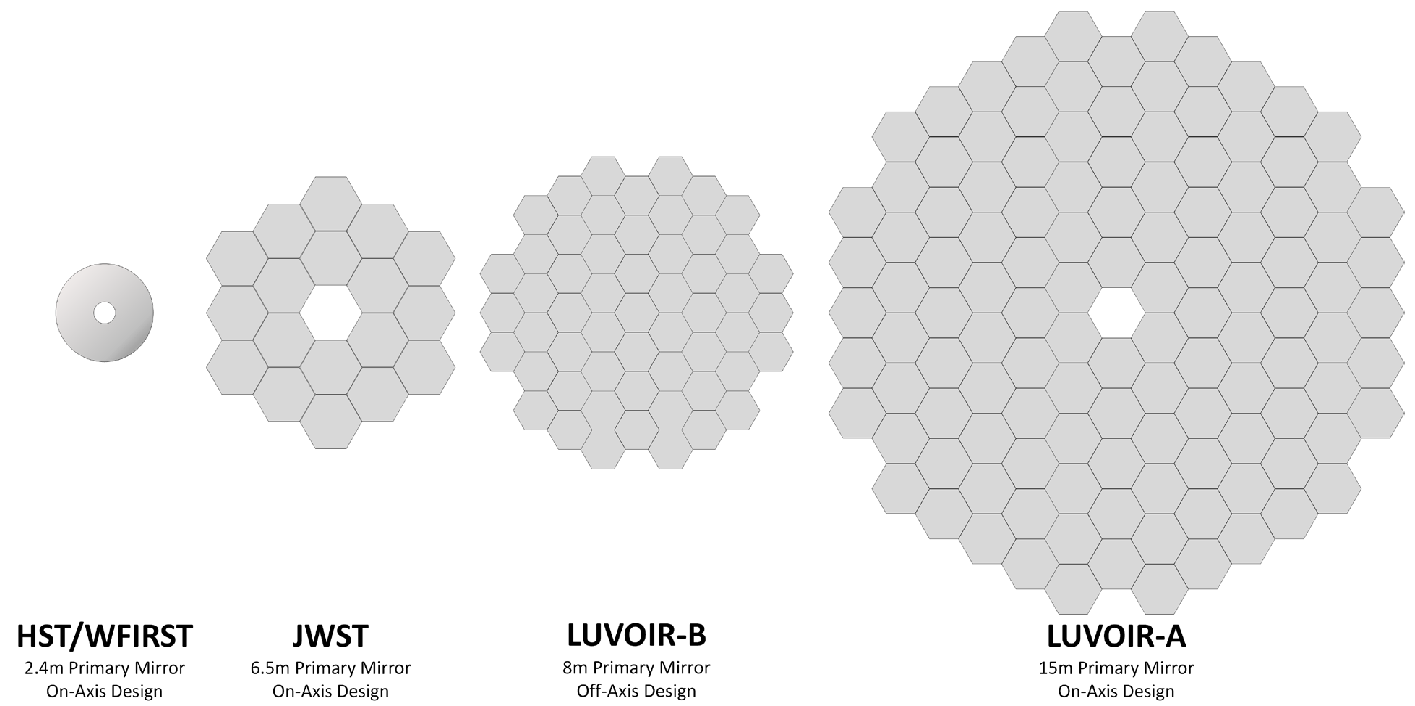 HST/WFIRST
2.4m Primary Mirror
On-Axis Design
JWST
6.5m Primary Mirror
On-Axis Design
LUVOIR-B
8m Primary Mirror
Off-Axis Design
LUVOIR-A
15m Primary Mirror
On-Axis Design